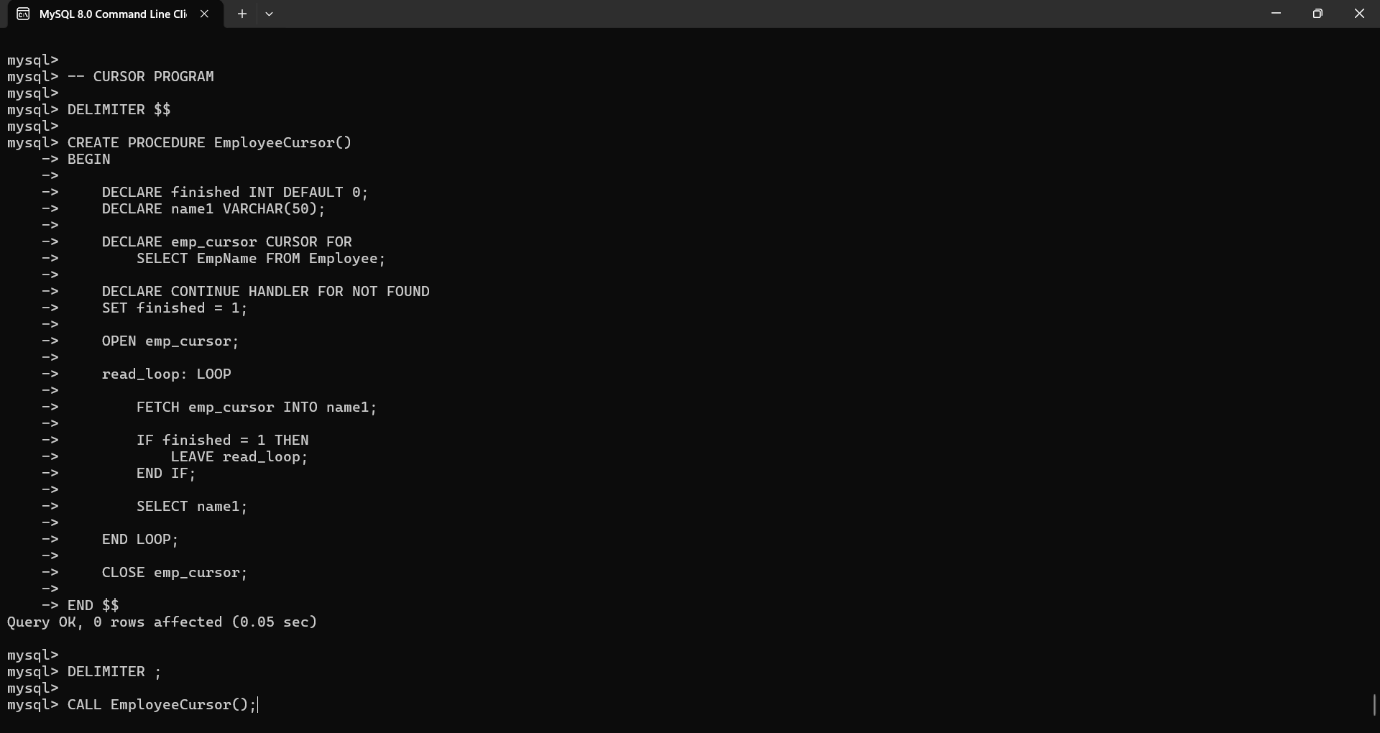 MySQL 8.0 Command Line Cli
mysql>
mysql> -- CURSOR PROGRAM
mysql>
mysql> DELIMITER $$
mysql>
mysql> CREATE PROCEDURE EmployeeCursor()
    -> BEGIN
    ->
    ->     DECLARE finished INT DEFAULT 0;
    ->     DECLARE name1 VARCHAR(50);
    ->
    ->     DECLARE emp_cursor CURSOR FOR
    ->         SELECT EmpName FROM Employee;
    ->
    ->     DECLARE CONTINUE HANDLER FOR NOT FOUND
    ->     SET finished = 1;
    ->
    ->     OPEN emp_cursor;
    ->
    ->     read_loop: LOOP
    ->
    ->         FETCH emp_cursor INTO name1;
    ->
    ->         IF finished = 1 THEN
    ->             LEAVE read_loop;
    ->         END IF;
    ->
    ->         SELECT name1;
    ->
    ->     END LOOP;
    ->
    ->     CLOSE emp_cursor;
    ->
    -> END $$
Query OK, 0 rows affected (0.05 sec)
mysql>
mysql> DELIMITER ;
mysql>
mysql> CALL EmployeeCursor();